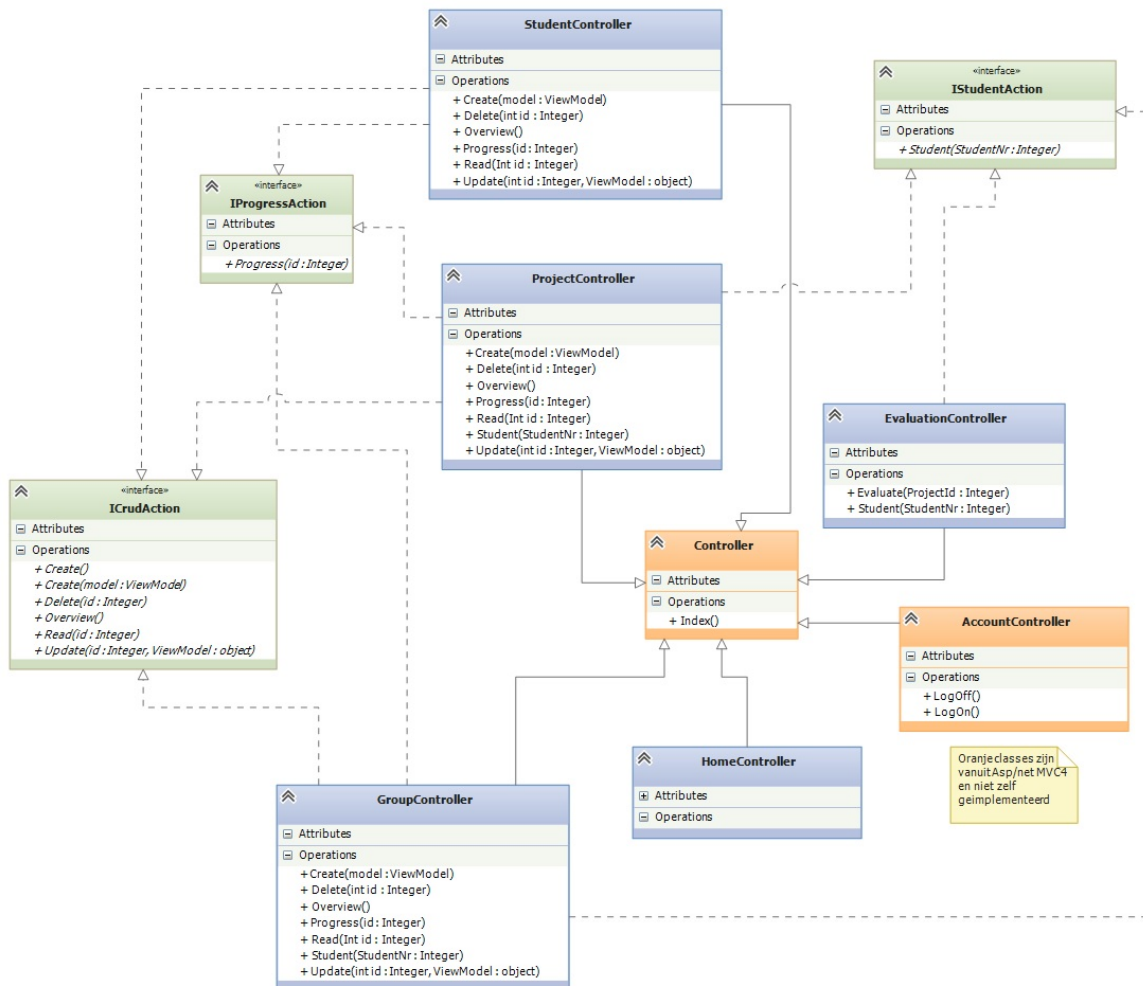 StudentController
Attributes
Operations
+ Create(model : ViewModel)
+ Delete(int id : Integer)
+ Overview()
+ Progress(id : Integer)
+ Read(Int id : Integer)
+ Update(int id : Integer, ViewModel : object)
«interface»
IStudentAction
Attributes
Operations
+ Student(StudentNr : Integer)
«interface»
IProgressAction
Attributes
Operations
+ Progress(id : Integer)
ProjectController
Attributes
Operations
+ Create(model : ViewModel)
+ Delete(int id : Integer)
+ Overview()
+ Progress(id : Integer)
+ Read(Int id : Integer)
+ Student(StudentNr : Integer)
+ Update(int id : Integer, ViewModel : object)
EvaluationController
Attributes
Operations
+ Evaluate(ProjectId : Integer)
+ Student(StudentNr : Integer)
«interface»
ICrudAction
Attributes
Operations
+ Create()
+ Create(model : ViewModel)
+ Delete(id : Integer)
+ Overview()
+ Read(id : Integer)
+ Update(id : Integer, ViewModel : object)
Controller
Attributes
Operations
+ Index()
AccountController
Attributes
Operations
+ LogOff()
+ LogOn()
HomeController
Attributes
Operations
Oranje classes zijn
vanuit Asp/net MVC4
en niet zelf
geimplementeerd
GroupController
Attributes
Operations
+ Create(model : ViewModel)
+ Delete(int id : Integer)
+ Overview()
+ Progress(id : Integer)
+ Read(Int id : Integer)
+ Student(StudentNr : Integer)
+ Update(int id : Integer, ViewModel : object)